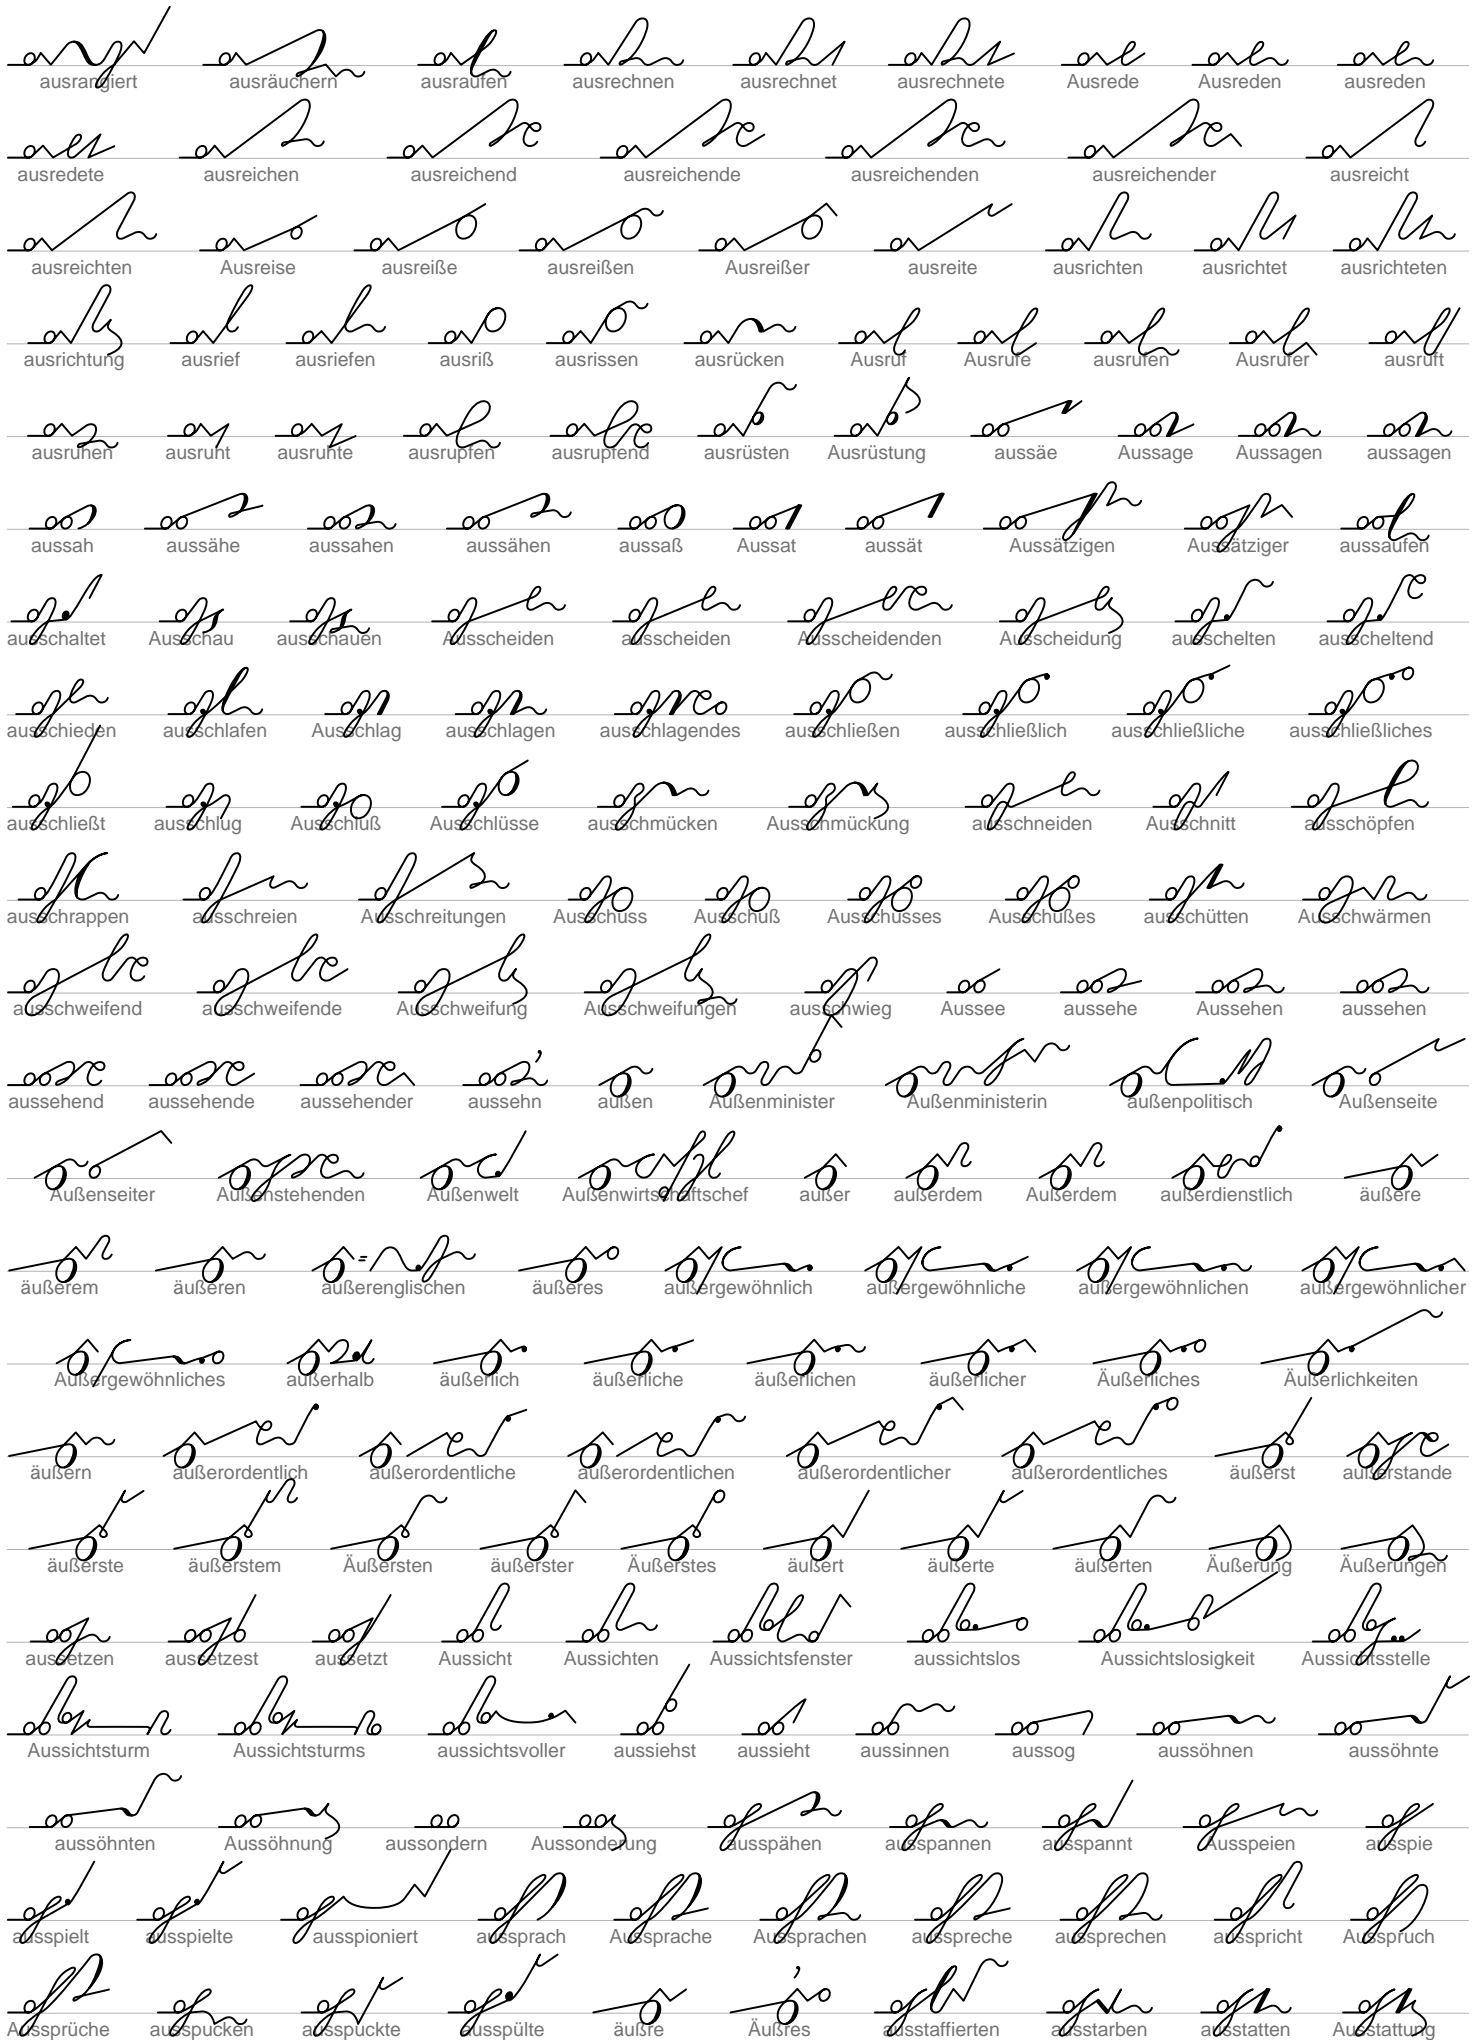 ausrangiert ausräuchern ausraufen ausrechnen ausrechnet ausrechnete Ausrede Ausreden ausreden
ausredete ausreichen ausreichend ausreichende ausreichenden ausreichender ausreicht
ausreichten Ausreise ausreiße ausreißen Ausreißer ausreite ausrichten ausrichtet ausrichteten
ausrichtung ausrief ausriefen ausriß ausrissen ausrücken Ausruf Ausrufe ausrufen Ausrufer ausruft
ausruhen ausruht ausruhte ausrupfen ausrupfend ausrüsten Ausrüstung aussäe Aussage Aussagen aussagen
aussah aussähe aussahen aussähen aussaß Aussat aussät Aussätzigen Aussätziger aussaufen
ausschaltet Ausschau ausschauen Ausscheiden ausscheiden Ausscheidenden Ausscheidung ausschelten ausscheltend
ausschieden ausschlafen Ausschlag ausschlagen ausschlagendes ausschließen ausschließlich ausschließliche ausschließliches
ausschließt ausschlug Ausschluß Ausschlüsse ausschmücken Ausschmückung ausschneiden Ausschnitt ausschöpfen
ausschrappen ausschreien Ausschreitungen Ausschuss Ausschuß Ausschusses Ausschußes ausschütten Ausschwärmen
ausschweifend ausschweifende Ausschweifung Ausschweifungen ausschwieg Aussee aussehe Aussehen aussehen
aussehend aussehende aussehender aussehn außen Außenminister Außenministerin außenpolitisch Außenseite
Außenseiter Außenstehenden Außenwelt Außenwirtschaftschef außer außerdem Außerdem außerdienstlich äußere
äußerem äußeren außerenglischen äußeres außergewöhnlich außergewöhnliche außergewöhnlichen außergewöhnlicher
Außergewöhnliches außerhalb äußerlich äußerliche äußerlichen äußerlicher Äußerliches Äußerlichkeiten
äußern außerordentlich außerordentliche außerordentlichen außerordentlicher außerordentliches äußerst außerstande
äußerste äußerstem Äußersten äußerster Äußerstes äußert äußerte äußerten Äußerung Äußerungen
aussetzen aussetzest aussetzt Aussicht Aussichten Aussichtsfenster aussichtslos Aussichtslosigkeit Aussichtsstelle
Aussichtsturm Aussichtsturms aussichtsvoller aussiehst aussieht aussinnen aussog aussöhnen aussöhnte
aussöhnten Aussöhnung aussondern Aussonderung ausspähen ausspannen ausspannt Ausspeien ausspie
ausspielt ausspielte ausspioniert aussprach Aussprache Aussprachen ausspreche aussprechen ausspricht Ausspruch
Aussprüche ausspucken ausspuckte ausspülte äußre Äußres ausstaffierten ausstarben ausstatten Ausstattung